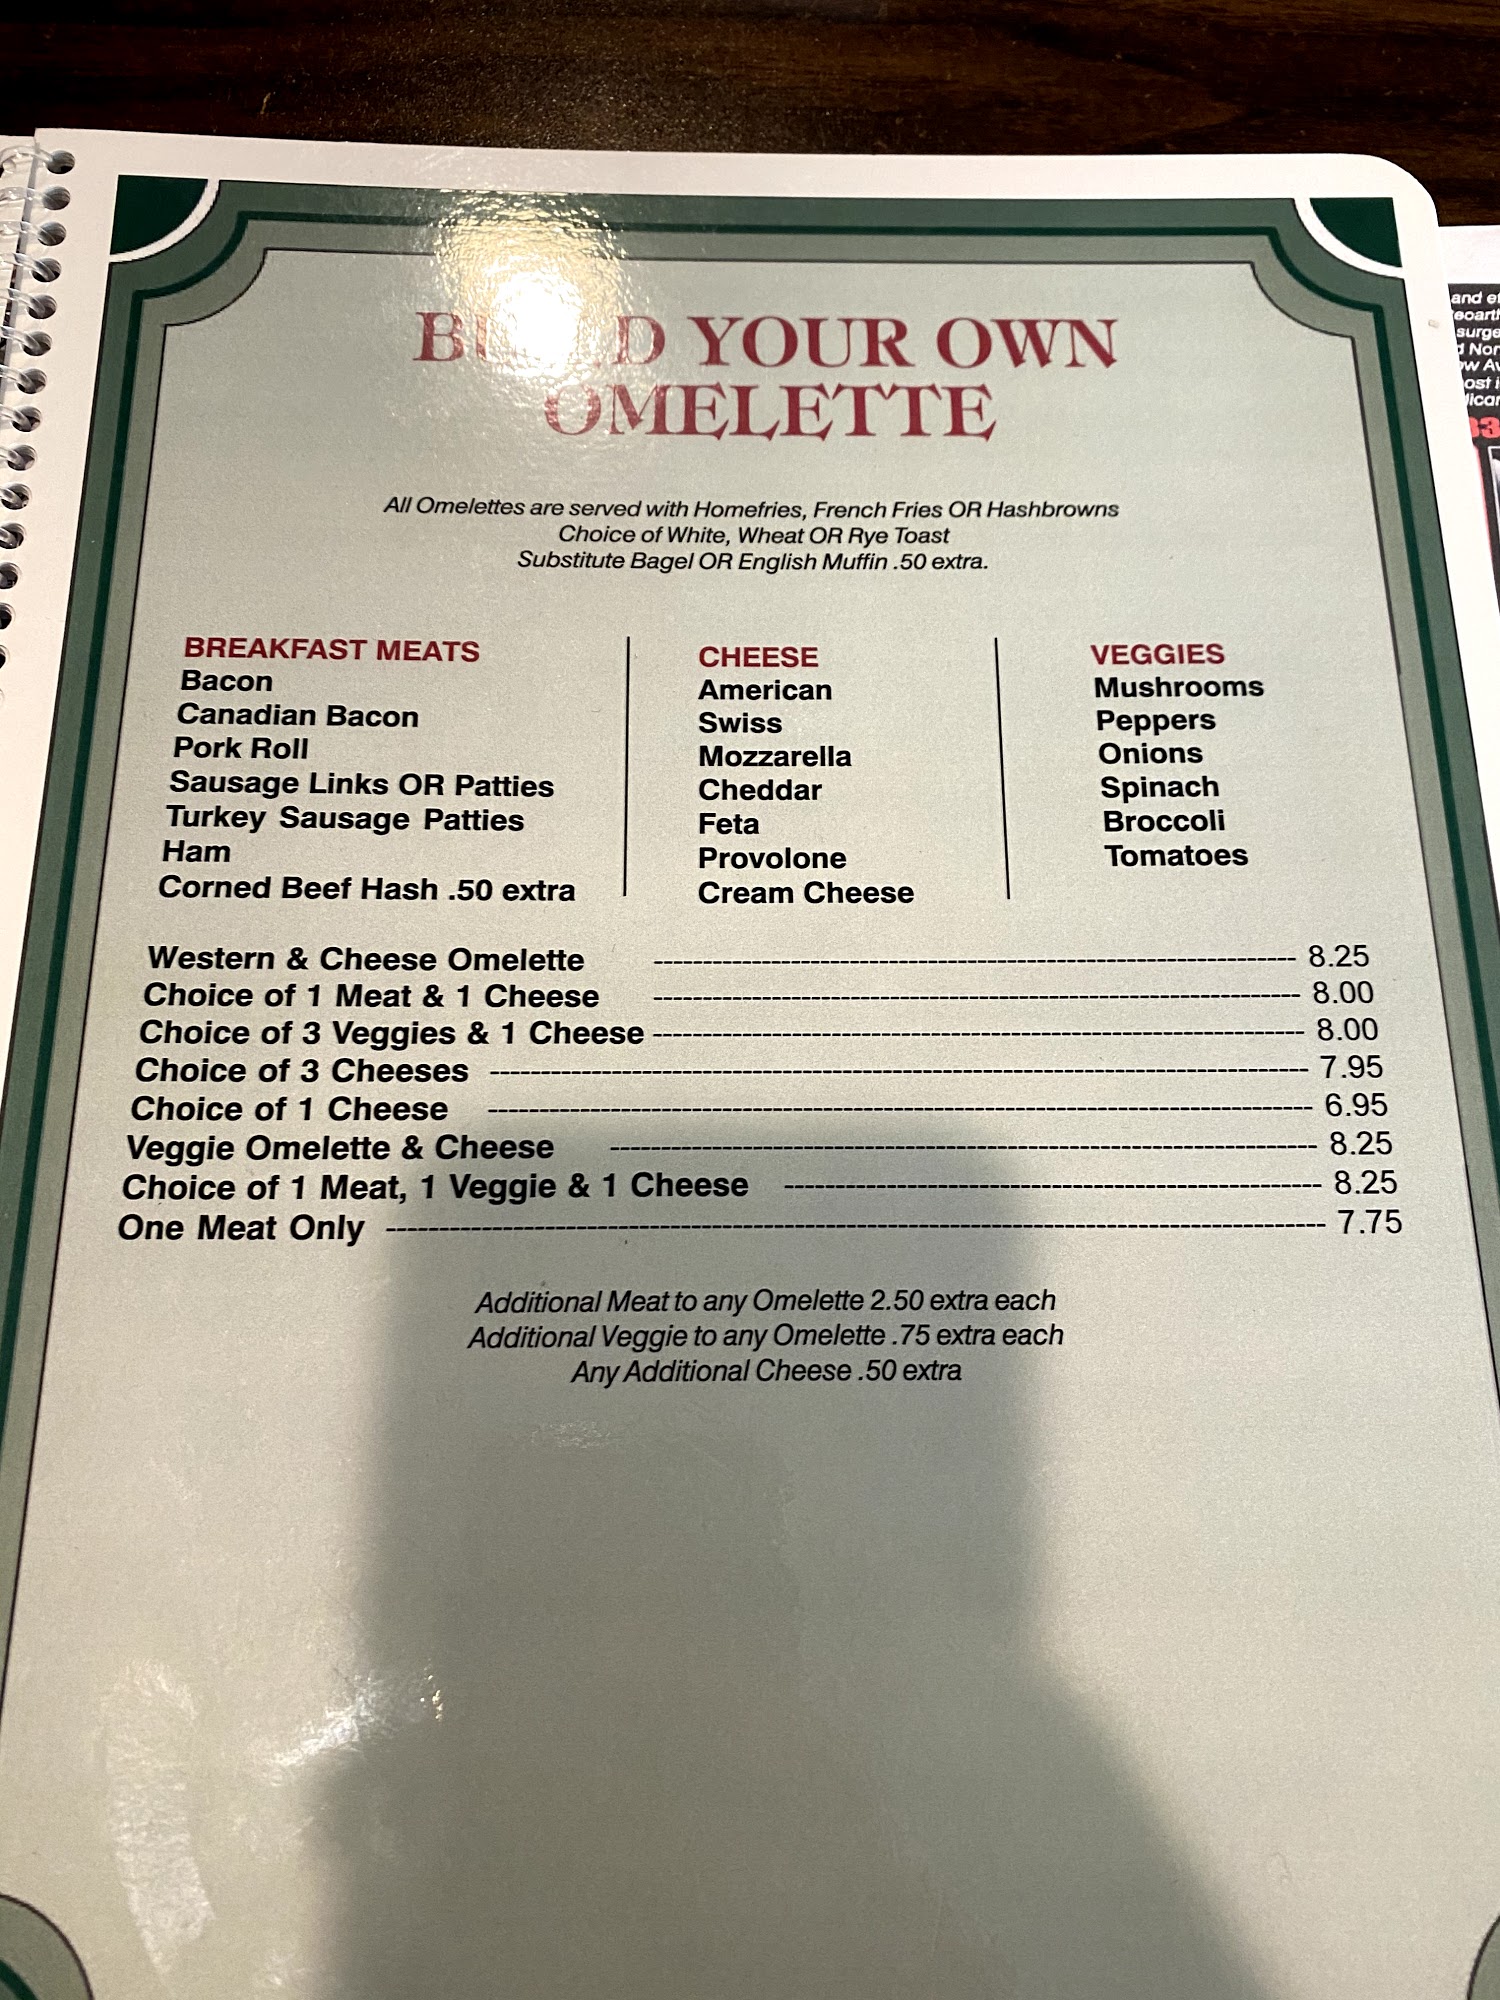 BUILD YOUR OWN
OMELETTE
All Omelettes are served with Homefries, French Fries OR Hashbrowns
Choice of White, Wheat OR Rye Toast
Substitute Bagel OR English Muffin .50 extra.
BREAKFAST MEATS
Bacon
Canadian Bacon
Pork Roll
Sausage Links OR Patties
Turkey Sausage Patties
Ham
Corned Beef Hash .50 extra
CHEESE
American
Swiss
Mozzarella
Cheddar
Feta
Provolone
Cream Cheese
VEGGIES
Mushrooms
Peppers
Onions
Spinach
Broccoli
Tomatoes
Western & Cheese Omelette 8.25
Choice of 1 Meat & 1 Cheese 8.00
Choice of 3 Veggies & 1 Cheese 8.00
Choice of 3 Cheeses 7.95
Choice of 1 Cheese 6.95
Veggie Omelette & Cheese 8.25
Choice of 1 Meat, 1 Veggie & 1 Cheese 8.25
One Meat Only 7.75
Additional Meat to any Omelette 2.50 extra each
Additional Veggie to any Omelette .75 extra each
Any Additional Cheese .50 extra
and